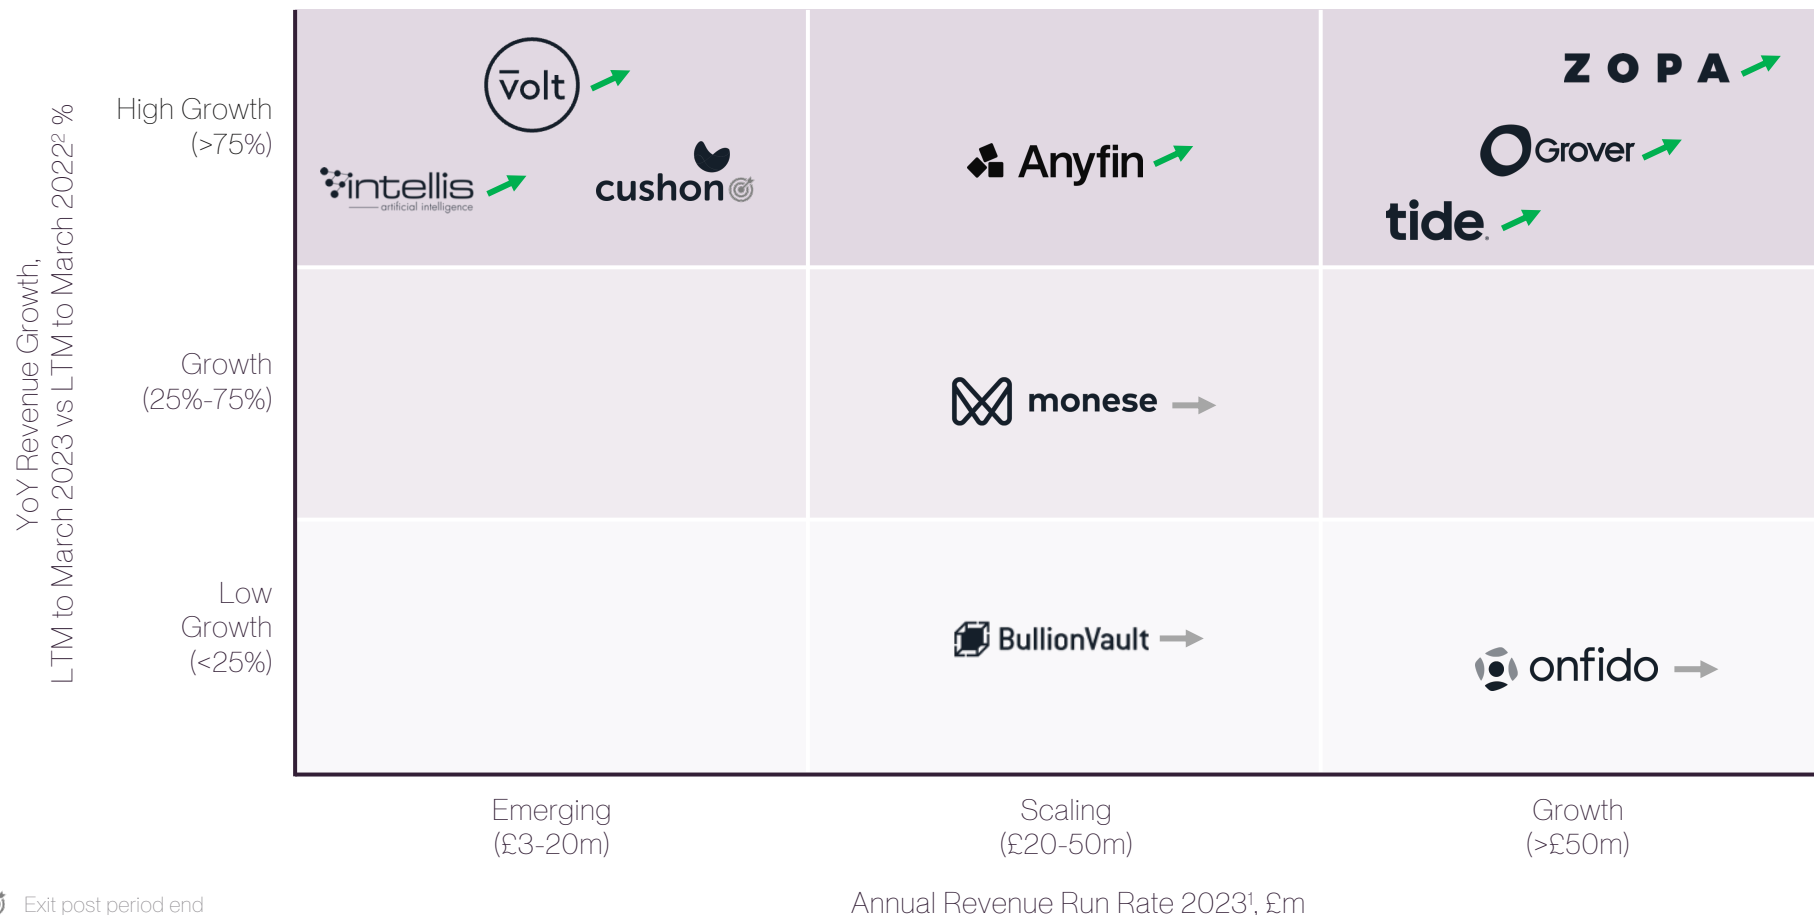 YoY Revenue Growth,
LTM to March 2023 vs LTM to March 2022² %
High Growth
(>75%)
volt
intellis
artificial intelligence
cushon
Anyfin
ZOPA
Grover
tide
Growth
(25%-75%)
monese
Low
Growth
(<25%)
BullionVault
onfido
Emerging
(£3-20m)
Scaling
(£20-50m)
Growth
(>£50m)
Exit post period end
Annual Revenue Run Rate 2023¹, £m